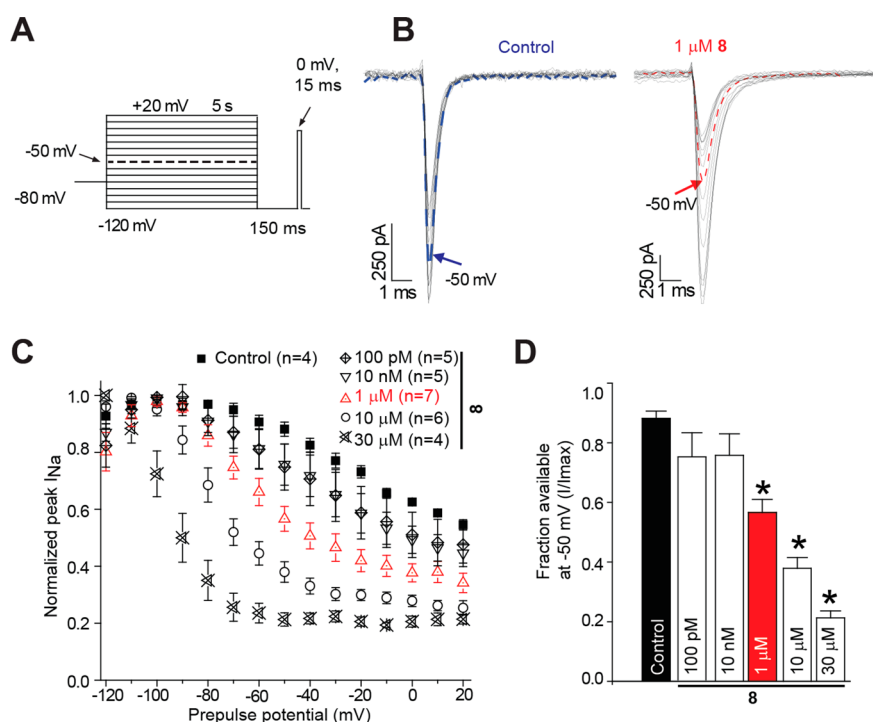 A
0 mV,
15 ms
+20 mV 5 s
-50 mV
-80 mV
-120 mV
150 ms
B
Control
1 μM 8
-50 mV
250 pA
1 ms
-50 mV
250 pA
1 ms
C
Control (n=4)
100 pM (n=5)
10 nM (n=5)
1 μM (n=7)
10 μM (n=6)
30 μM (n=4)
8
Normalized peak INa
1.0
0.8
0.6
0.4
0.2
0.0
-120 -100 -80 -60 -40 -20 0 20
Prepulse potential (mV)
D
Fraction available
at -50 mV (I/Imax)
1.0
0.8
0.6
0.4
0.2
0.0
* * *
Control
100 pM
10 nM
1 μM
10 μM
30 μM
8